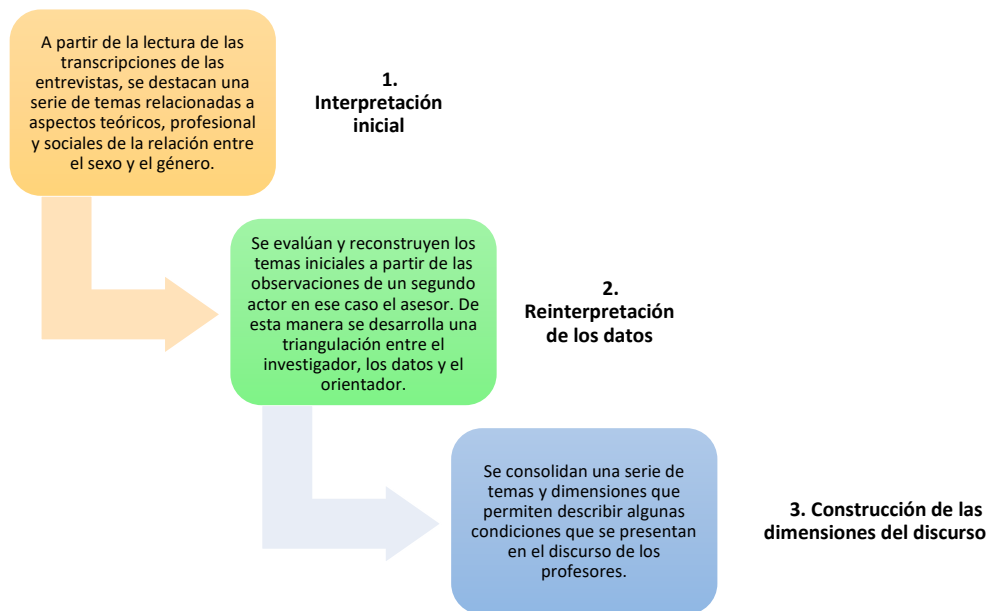 A partir de la lectura de las
transcripciones de las
entrevistas, se destacan una
serie de temas relacionadas a
aspectos teóricos, profesional
y sociales de la relación entre
el sexo y el género.
1.
Interpretación
inicial
Se evalúan y reconstruyen los
temas iniciales a partir de las
observaciones de un segundo
actor en ese caso el asesor. De
esta manera se desarrolla una
triangulación entre el
investigador, los datos y el
orientador.
2.
Reinterpretación
de los datos
Se consolidan una serie de
temas y dimensiones que
permiten describir algunas
condiciones que se presentan
en el discurso de los
profesores.
3. Construcción de las
dimensiones del discurso